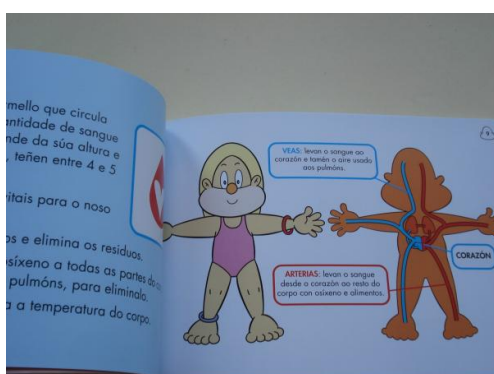 mello que circula
antidade de sangue
nde da súa altura e
, teñen entre 4 e 5
vitais para o noso
os e elimina os residuos.
osíxeno a todas as partes do
pulmóns, para eliminalo.
a a temperatura do corpo.
VEAS: levan o sangue ao
corazón e tamén o aire usado
aos pulmóns.
CORAZÓN
ARTERIAS: levan o sangue
desde o corazón ao resto do
corpo con osíxeno e alimentos.